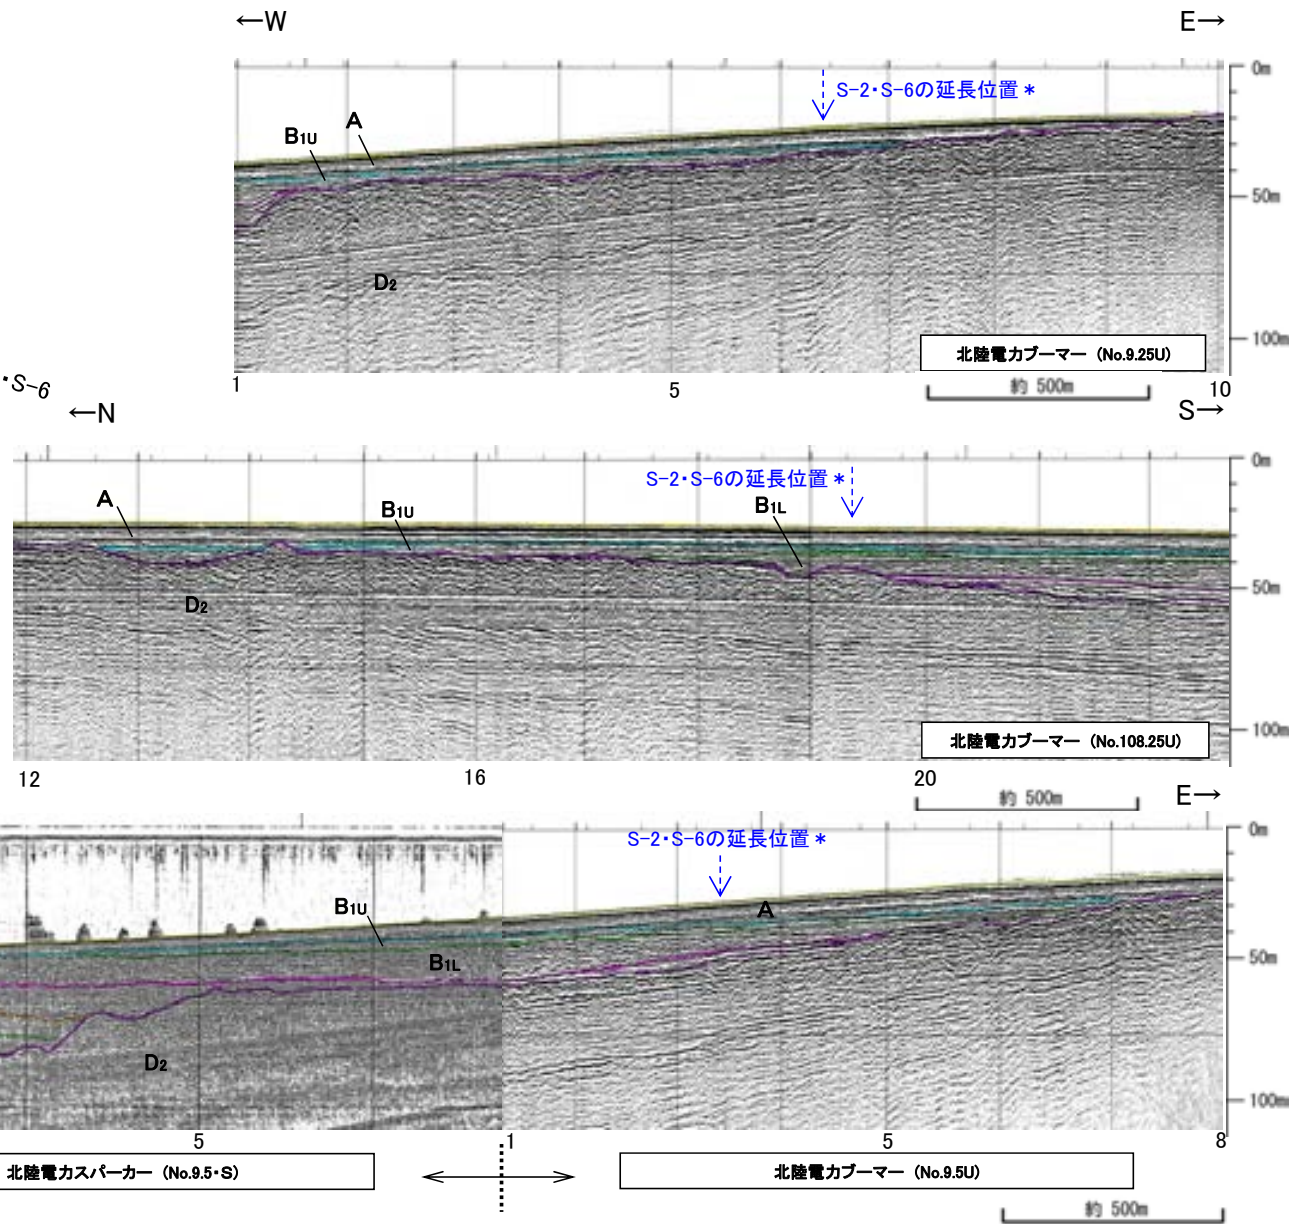 ←W E→
0m
S-2・S-6の延長位置＊
A
B1U
50m
D2
100m
北陸電力ブーマー (No.9.25U)
1 5 10
約 500m
・S-6
←N S→
0m
S-2・S-6の延長位置＊
A
B1U
B1L
50m
D2
100m
北陸電力ブーマー (No.108.25U)
12 16 20
約 500m
E→
0m
S-2・S-6の延長位置＊
B1U
A
B1L
50m
D2
100m
5 1 5 8
北陸電力スパーカー (No.9.5・S)
北陸電力ブーマー (No.9.5U)
約 500m